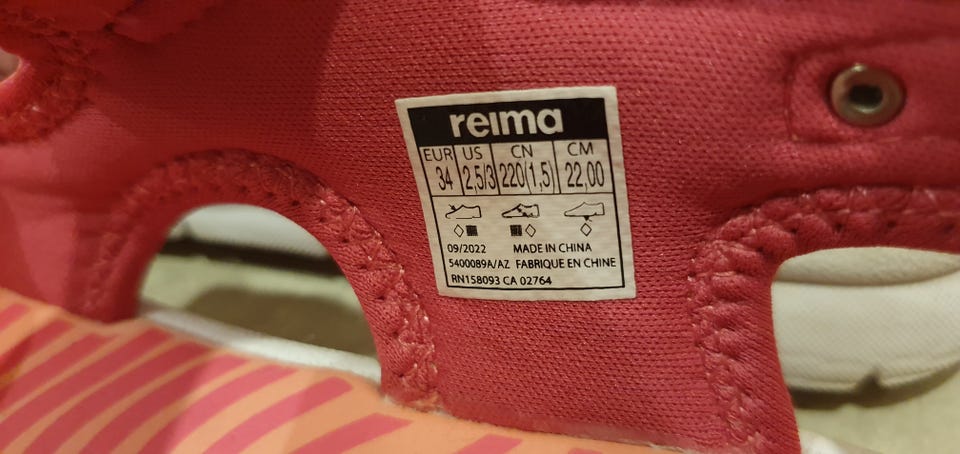 reima
EUR US CN CM
34 2,5/3 220(1,5) 22,00
09/2022 MADE IN CHINA
5400089A/AZ FABRIQUE EN CHINE
RN158093 CA 02764